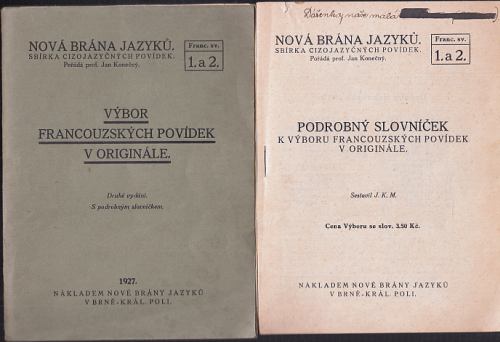 NOVÁ BRÁNA JAZYKŮ.
SBÍRKA CIZOJAZYČNÝCH POVÍDEK.
Pořádá prof. Jan Konečný.
Franc. sv.
1. a 2.
VÝBOR
FRANCOUZSKÝCH POVÍDEK
V ORIGINÁLE.
Druhé vydání.
S podrobným slovníčkem.
1927.
NÁKLADEM NOVÉ BRÁNY JAZYKŮ
V BRNĚ-KRÁL. POLI.
Dášenka, naše malá
NOVÁ BRÁNA JAZYKŮ.
SBÍRKA CIZOJAZYČNÝCH POVÍDEK.
Pořádá prof. Jan Konečný.
Franc. sv.
1. a 2.
PODROBNÝ SLOVNÍČEK
K VÝBORU FRANCOUZSKÝCH POVÍDEK
V ORIGINÁLE.
Sestavil J. K. M.
Cena Výboru se slov. 3.50 Kč.
NÁKLADEM NOVÉ BRÁNY JAZYKŮ
V BRNĚ-KRÁL. POLI.